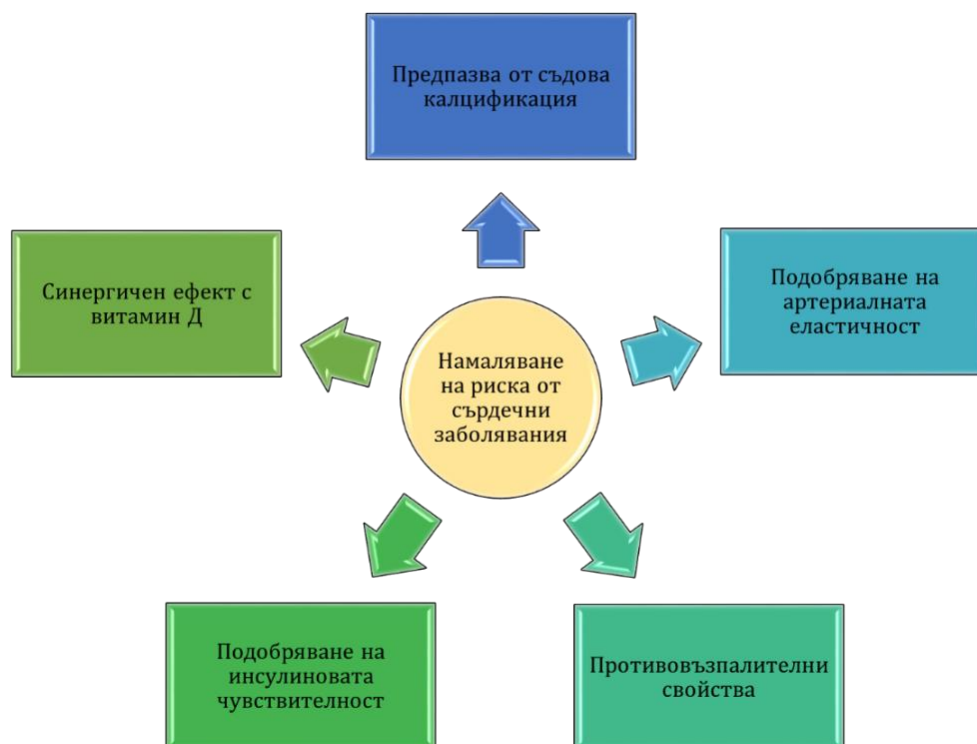 Предпазва от съдова
калцификация
Синергичен ефект с
витамин Д
Подобряване на
артериалната
еластичност
Намаляване
на риска от
сърдечни
заболявания
Подобряване на
инсулиновата
чувствителност
Противовъзпалителни
свойства